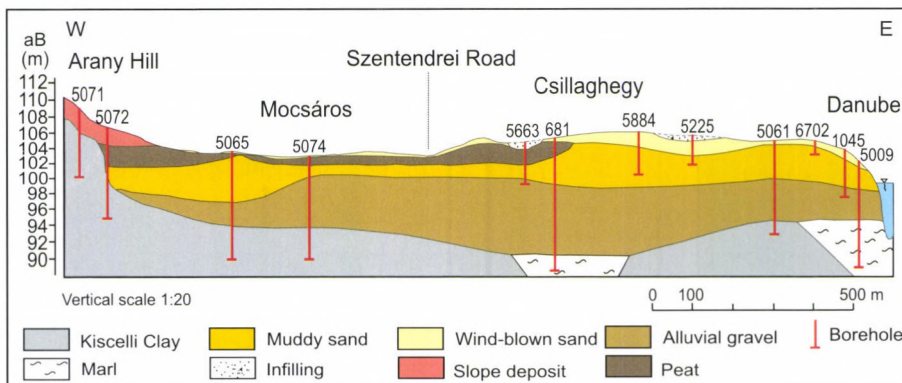 W
E
aB
(m)
Arany Hill
Szentendrei Road
Csillaghegy
Mocsáros
Danube
112
110
108
106
104
102
100
98
96
94
92
90
5071
5072
5065
5074
5663
681
5884
5225
5061
6702
1045
5009
Vertical scale 1:20
0 100 500 m
Kiscelli Clay
Muddy sand
Wind-blown sand
Alluvial gravel
Borehole
Marl
Infilling
Slope deposit
Peat